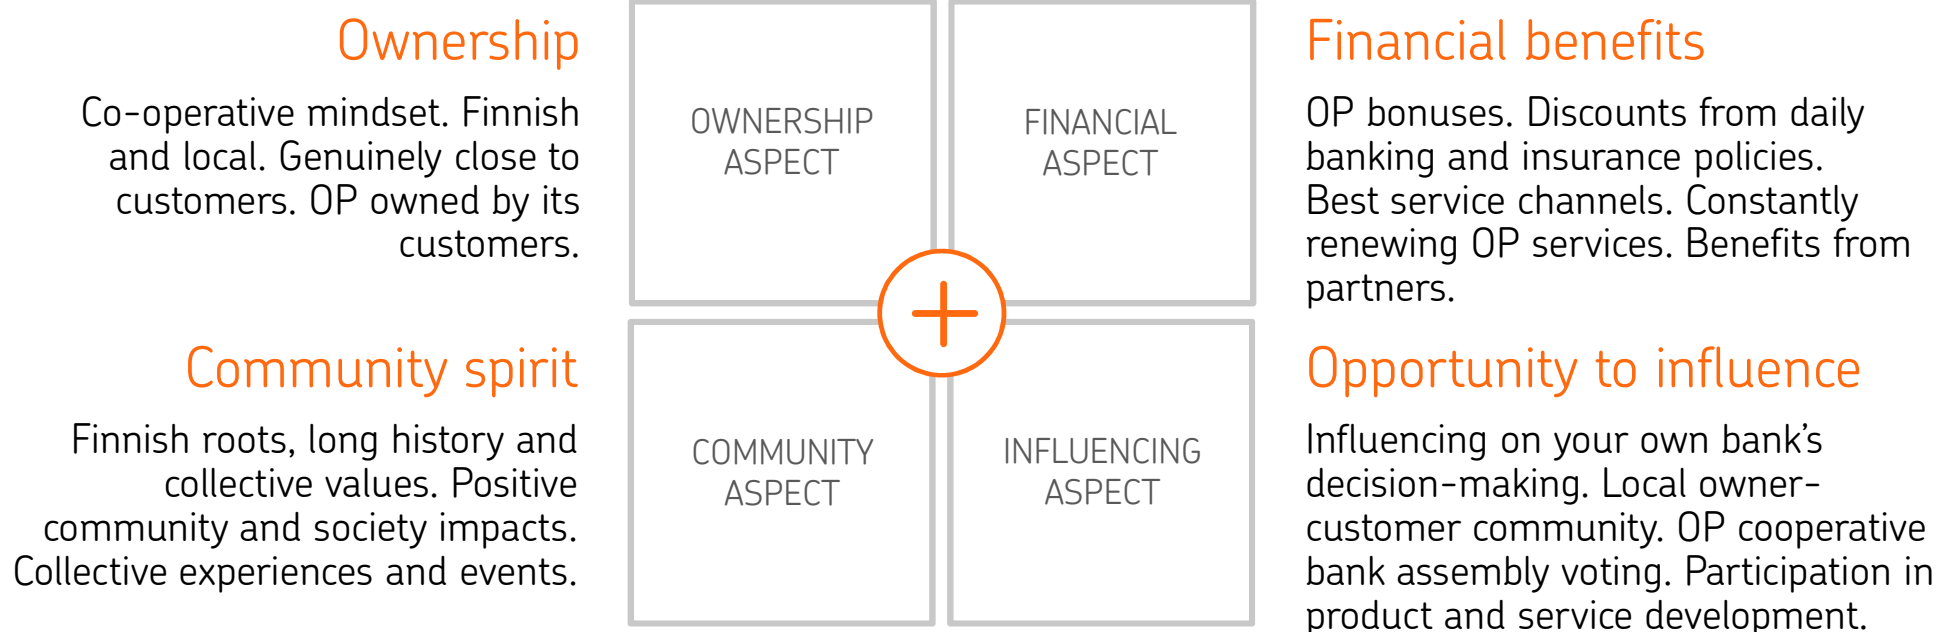 Ownership
Co-operative mindset. Finnish
and local. Genuinely close to
customers. OP owned by its
customers.
OWNERSHIP
ASPECT
FINANCIAL
ASPECT
Financial benefits
OP bonuses. Discounts from daily
banking and insurance policies.
Best service channels. Constantly
renewing OP services. Benefits from
partners.
Community spirit
Finnish roots, long history and
collective values. Positive
community and society impacts.
Collective experiences and events.
COMMUNITY
ASPECT
INFLUENCING
ASPECT
Opportunity to influence
Influencing on your own bank’s
decision-making. Local owner-
customer community. OP cooperative
bank assembly voting. Participation in
product and service development.